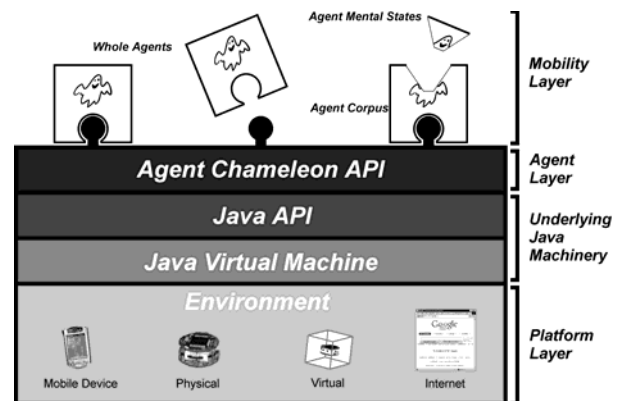 Agent Mental States
Whole Agents
Mobility
Layer
Agent Corpus
Agent Chameleon API
Agent
Layer
Java API
Underlying
Java
Machinery
Java Virtual Machine
Environment
Google
Platform
Layer
Mobile Device
Physical
Virtual
Internet